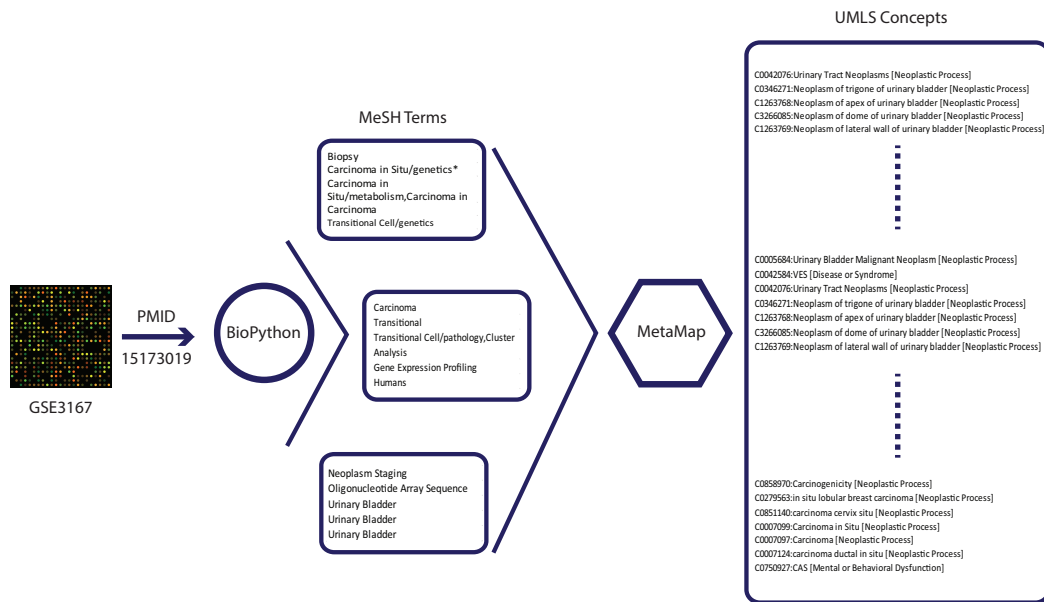 PMID
15173019
GSE3167
BioPython
MeSH Terms
Biopsy
Carcinoma in Situ/genetics*
Carcinoma in
Situ/metabolism,Carcinoma in
Carcinoma
Transitional Cell/genetics
Carcinoma
Transitional
Transitional Cell/pathology,Cluster
Analysis
Gene Expression Profiling
Humans
Neoplasm Staging
Oligonucleotide Array Sequence
Urinary Bladder
Urinary Bladder
Urinary Bladder
MetaMap
UMLS Concepts
C0042076:Urinary Tract Neoplasms [Neoplastic Process]
C0346271:Neoplasm of trigone of urinary bladder [Neoplastic Process]
C1263768:Neoplasm of apex of urinary bladder [Neoplastic Process]
C3266085:Neoplasm of dome of urinary bladder [Neoplastic Process]
C1263769:Neoplasm of lateral wall of urinary bladder [Neoplastic Process]
C0005684:Urinary Bladder Malignant Neoplasm [Neoplastic Process]
C0042584:VES [Disease or Syndrome]
C0042076:Urinary Tract Neoplasms [Neoplastic Process]
C0346271:Neoplasm of trigone of urinary bladder [Neoplastic Process]
C1263768:Neoplasm of apex of urinary bladder [Neoplastic Process]
C3266085:Neoplasm of dome of urinary bladder [Neoplastic Process]
C1263769:Neoplasm of lateral wall of urinary bladder [Neoplastic Process]
C0858970:Carcinogenicity [Neoplastic Process]
C0279563:in situ lobular breast carcinoma [Neoplastic Process]
C0851140:carcinoma cervix situ [Neoplastic Process]
C0007099:Carcinoma in Situ [Neoplastic Process]
C0007097:Carcinoma [Neoplastic Process]
C0007124:carcinoma ductal in situ [Neoplastic Process]
C0750927:CAS [Mental or Behavioral Dysfunction]